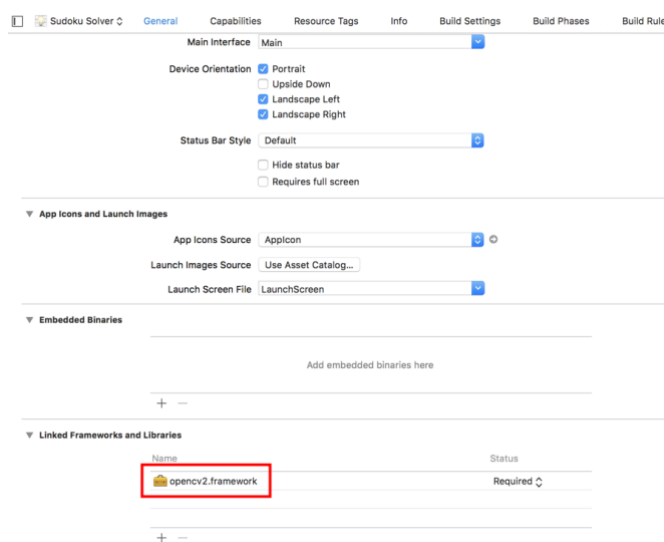 Sudoku Solver General Capabilities Resource Tags Info Build Settings Build Phases Build Rule
Main Interface Main
Device Orientation Portrait
Upside Down
Landscape Left
Landscape Right
Status Bar Style Default
Hide status bar
Requires full screen
App Icons and Launch Images
App Icons Source AppIcon
Launch Images Source Use Asset Catalog...
Launch Screen File LaunchScreen
Embedded Binaries
Add embedded binaries here
+ −
Linked Frameworks and Libraries
Name Status
opencv2.framework Required
+ −